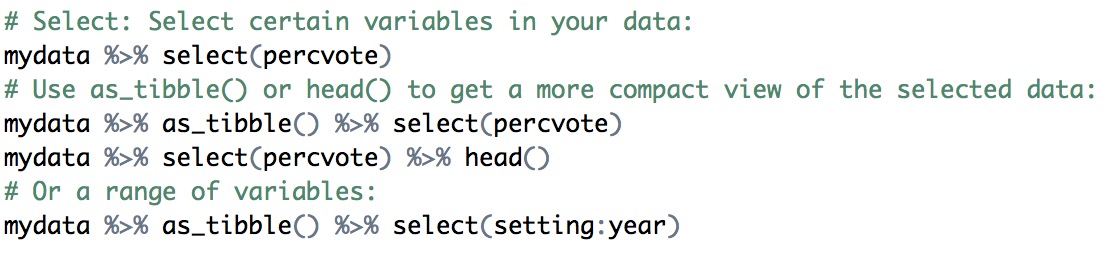 # Select: Select certain variables in your data:
mydata %>% select(percvote)
# Use as_tibble() or head() to get a more compact view of the selected data:
mydata %>% as_tibble() %>% select(percvote)
mydata %>% select(percvote) %>% head()
# Or a range of variables:
mydata %>% as_tibble() %>% select(setting:year)